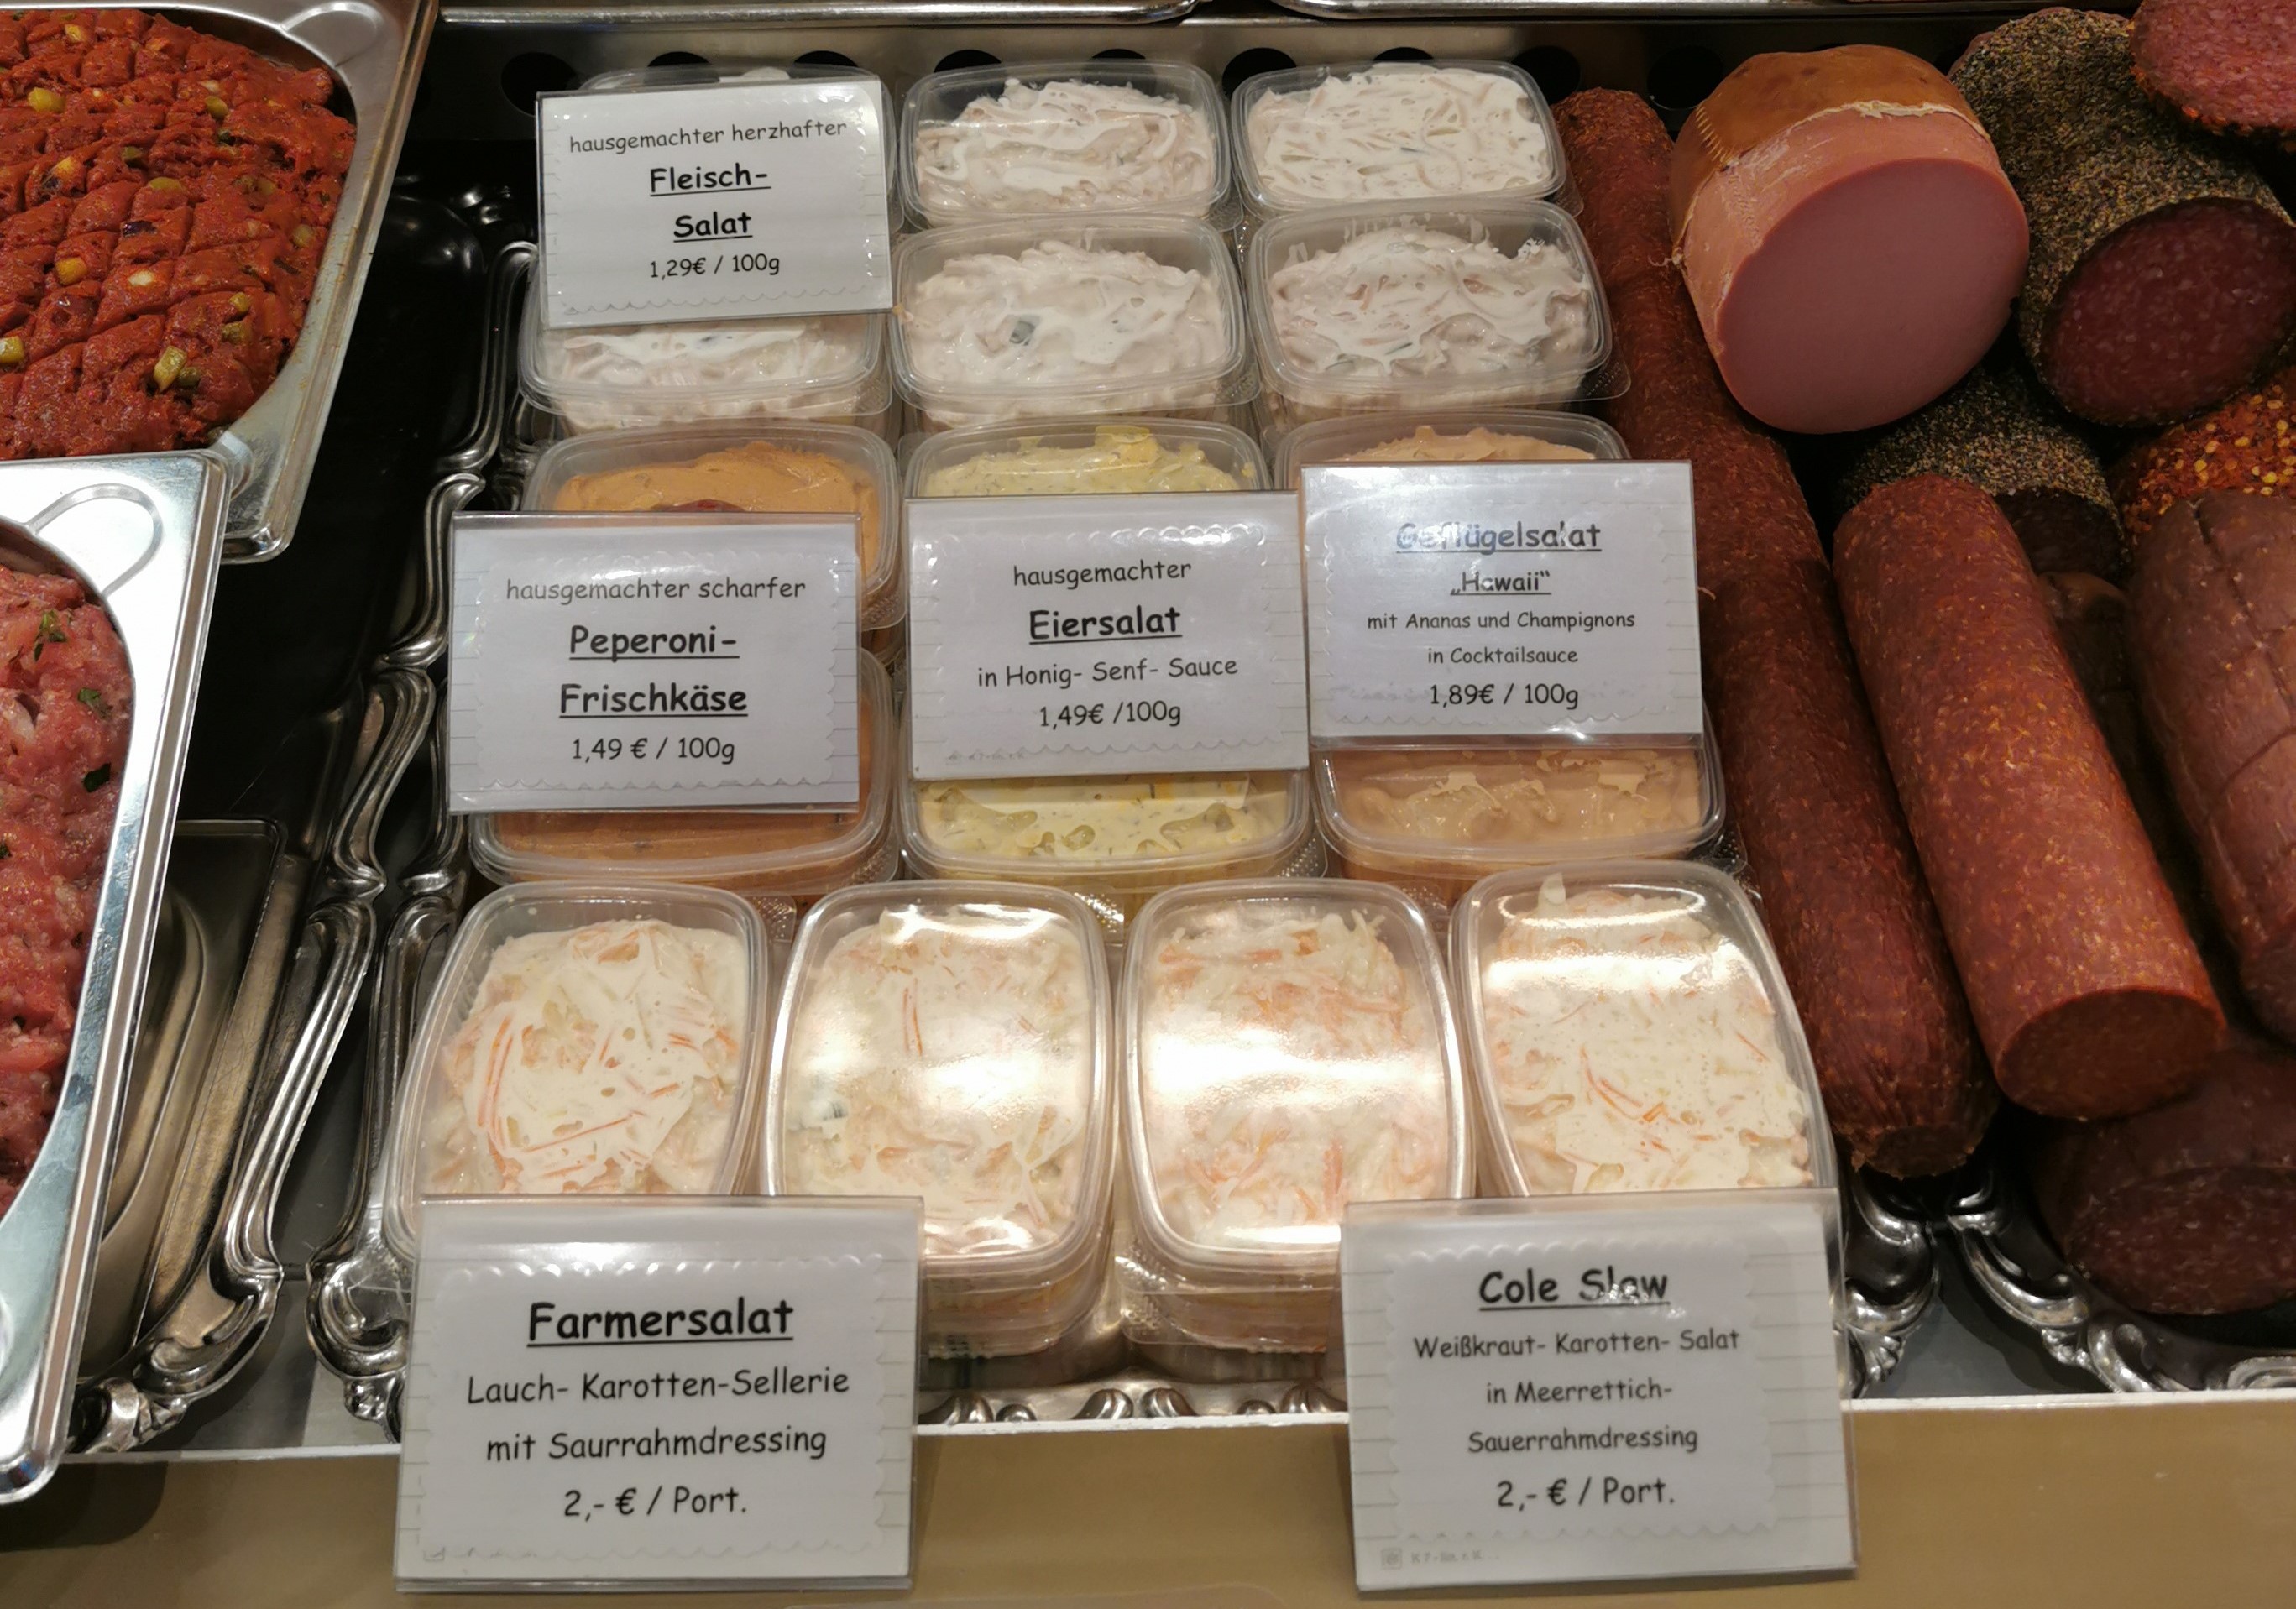 hausgemachter herzhafter
Fleisch-
Salat
1,29€ / 100g
hausgemachter scharfer
Peperoni-
Frischkäse
1,49 € / 100g
hausgemachter
Eiersalat
in Honig- Senf- Sauce
1,49€ /100g
Geflügelsalat
„Hawaii“
mit Ananas und Champignons
in Cocktailsauce
1,89€ / 100g
Farmersalat
Lauch- Karotten-Sellerie
mit Saurrahmdressing
2,- € / Port.
Cole Slaw
Weißkraut- Karotten- Salat
in Meerrettich-
Sauerrahmdressing
2,- € / Port.